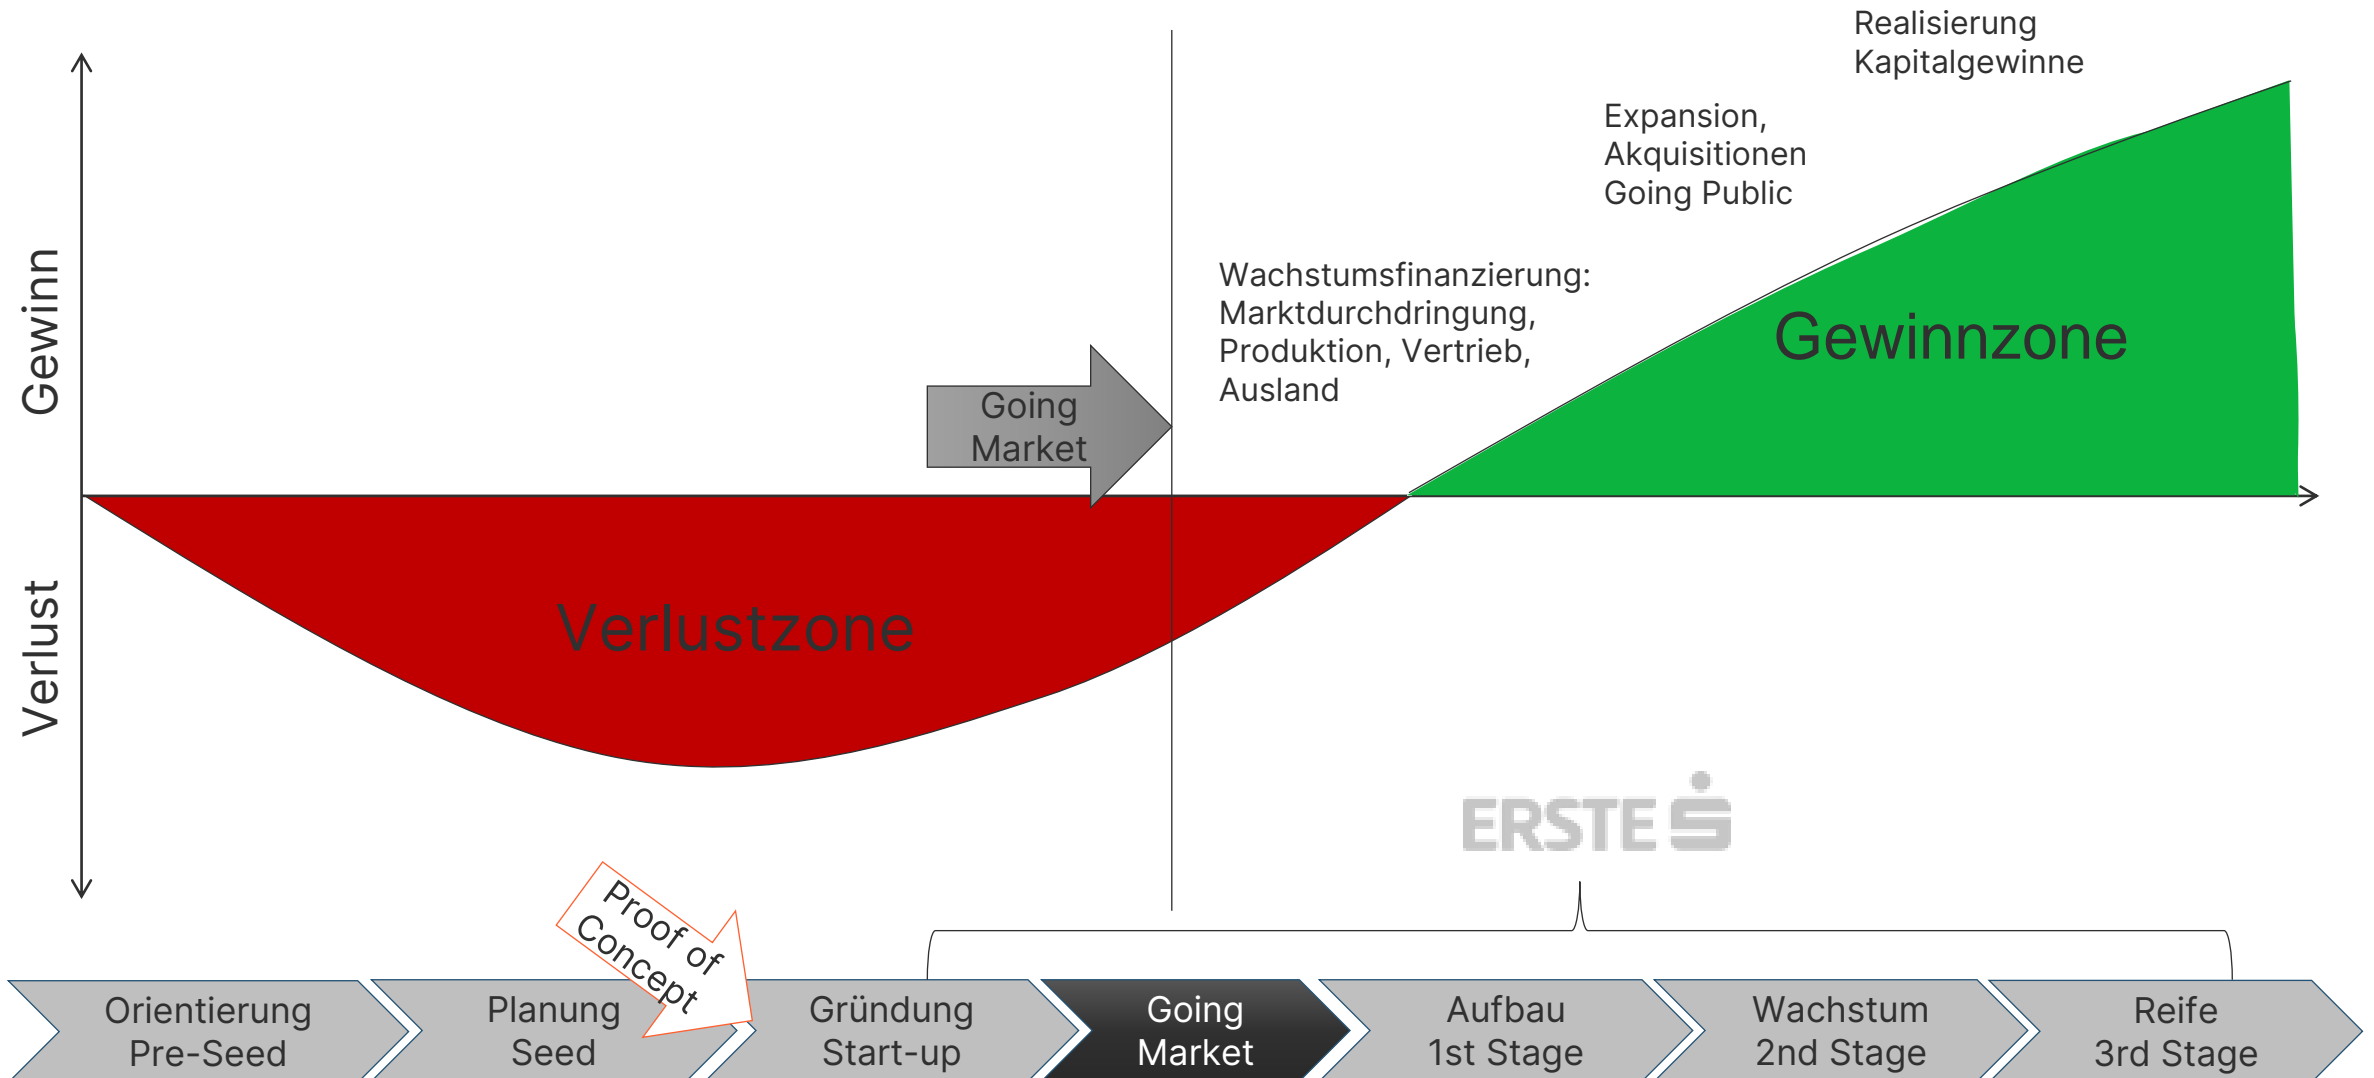 Realisierung
Kapitalgewinne
Expansion,
Akquisitionen
Going Public
Gewinn
Wachstumsfinanzierung:
Marktdurchdringung,
Produktion, Vertrieb,
Ausland
Gewinnzone
Going
Market
Verlust
Verlustzone
ERSTE
Proof of
Concept
Orientierung
Pre-Seed
Planung
Seed
Gründung
Start-up
Going
Market
Aufbau
1st Stage
Wachstum
2nd Stage
Reife
3rd Stage